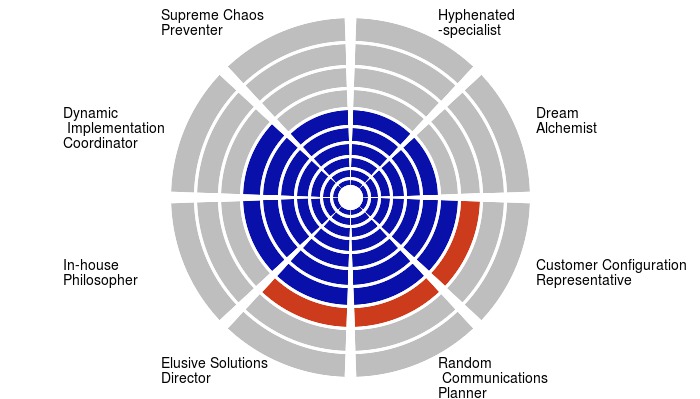 Supreme Chaos
Preventer
Hyphenated
-specialist
Dynamic
Implementation
Coordinator
Dream
Alchemist
In-house
Philosopher
Customer Configuration
Representative
Elusive Solutions
Director
Random
Communications
Planner